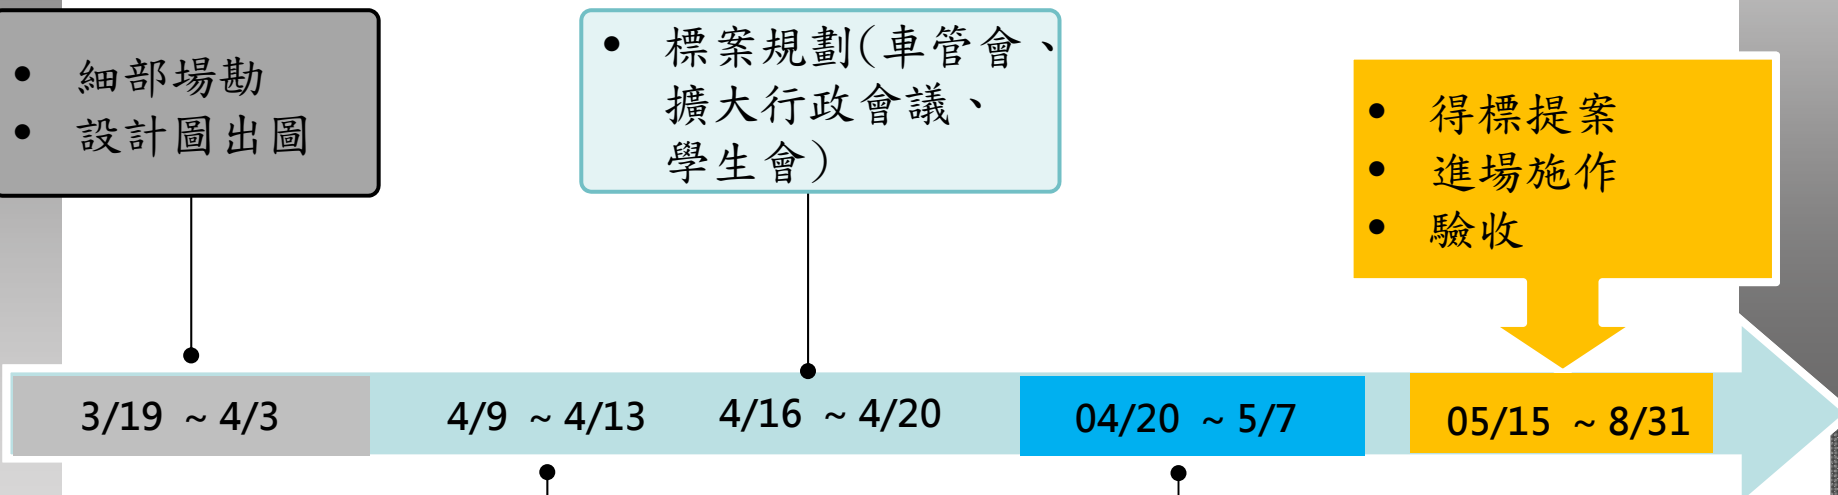 • 細部場勘
• 設計圖出圖
• 標案規劃(車管會、
擴大行政會議、
學生會)
• 得標提案
• 進場施作
• 驗收
3/19 ~ 4/3
4/9 ~ 4/13
4/16 ~ 4/20
04/20 ~ 5/7
05/15 ~ 8/31